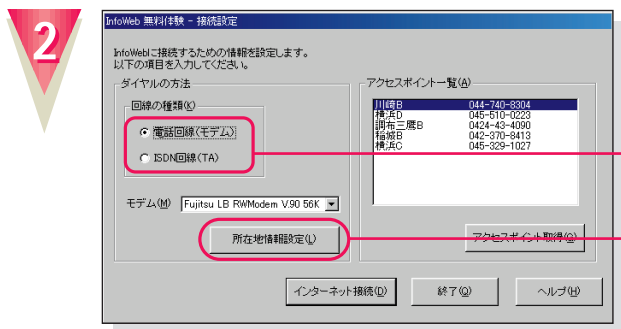 2
InfoWeb 無料体験 - 接続設定
InfoWebに接続するための情報を設定します。
以下の項目を入力してください。
ダイヤルの方法
回線の種類(K)
電話回線(モデム)
ISDN回線(TA)
モデム(M) Fujitsu LB RWModem V.90 56K
所在地情報設定(L)
アクセスポイント一覧(A)
川崎B 044-740-8304
横浜D 045-510-0223
調布三鷹B 0424-43-4090
稲城B 042-370-8413
横浜C 045-329-1027
アクセスポイント取得(G)
インターネット接続(D) 終了(Q) ヘルプ(H)